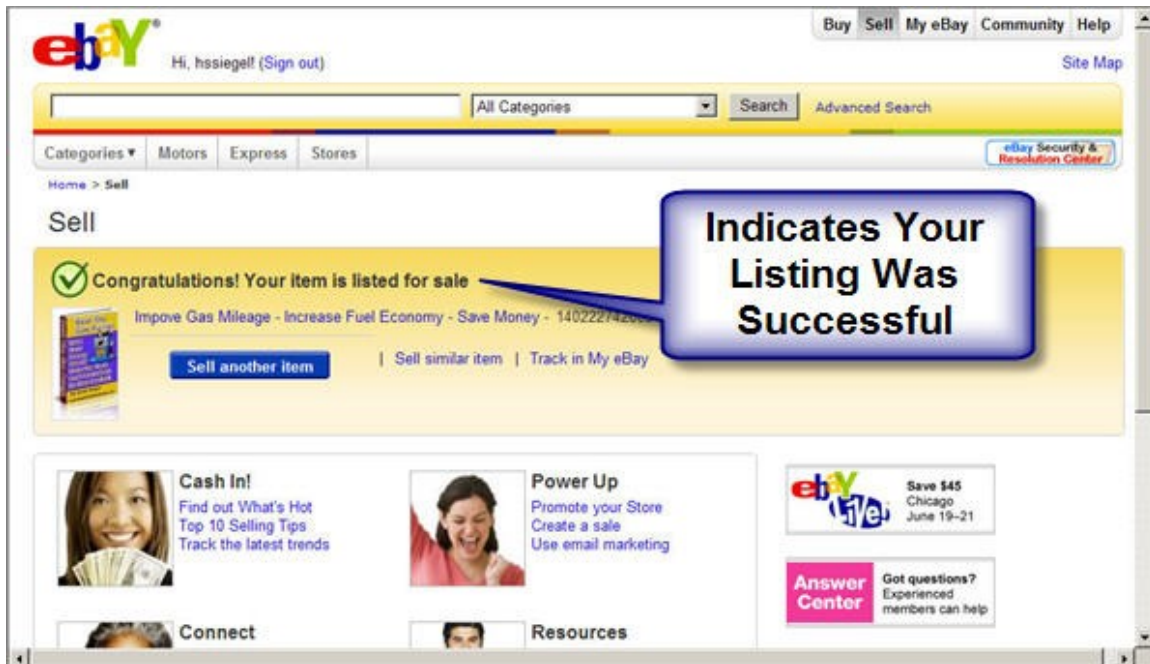 ebaY
Buy Sell My eBay Community Help
Hi, hssiegel! (Sign out)
Site Map
All Categories
Search
Advanced Search
Categories Motors Express Stores
eBay Security &
Resolution Center
Home > Sell
Sell
Indicates Your
Listing Was
Successful
Congratulations! Your item is listed for sale
Impove Gas Mileage - Increase Fuel Economy - Save Money -
Sell another item | Sell similar item | Track in My eBay
Cash In!
Find out What's Hot
Top 10 Selling Tips
Track the latest trends
Power Up
Promote your Store
Create a sale
Use email marketing
ebaY
Live!
Save $45
Chicago
June 19–21
Answer
Center
Got questions?
Experienced
members can help
Connect
Resources